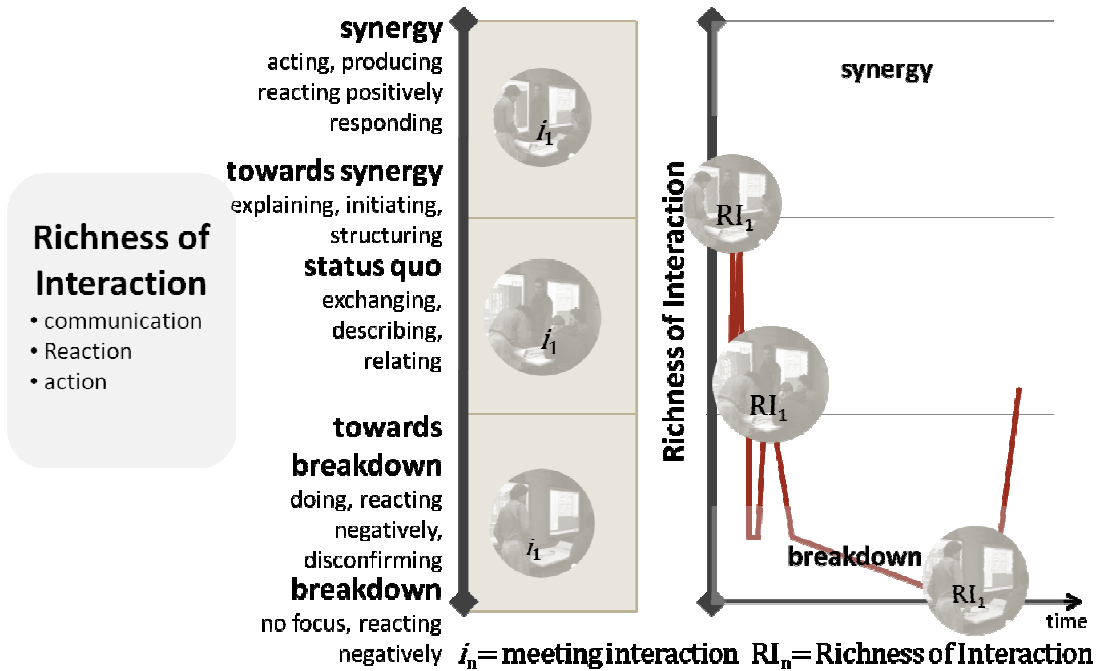 Richness of
Interaction
• communication
• Reaction
• action
synergy
acting, producing
reacting positively
responding
towards synergy
explaining, initiating,
structuring
status quo
exchanging,
describing,
relating
towards
breakdown
doing, reacting
negatively,
disconfirming
breakdown
no focus, reacting
negatively
i₁
i₁
i₁
Richness of Interaction
synergy
RI₁
RI₁
breakdown
RI₁
time
iₙ= meeting interaction RIₙ= Richness of Interaction